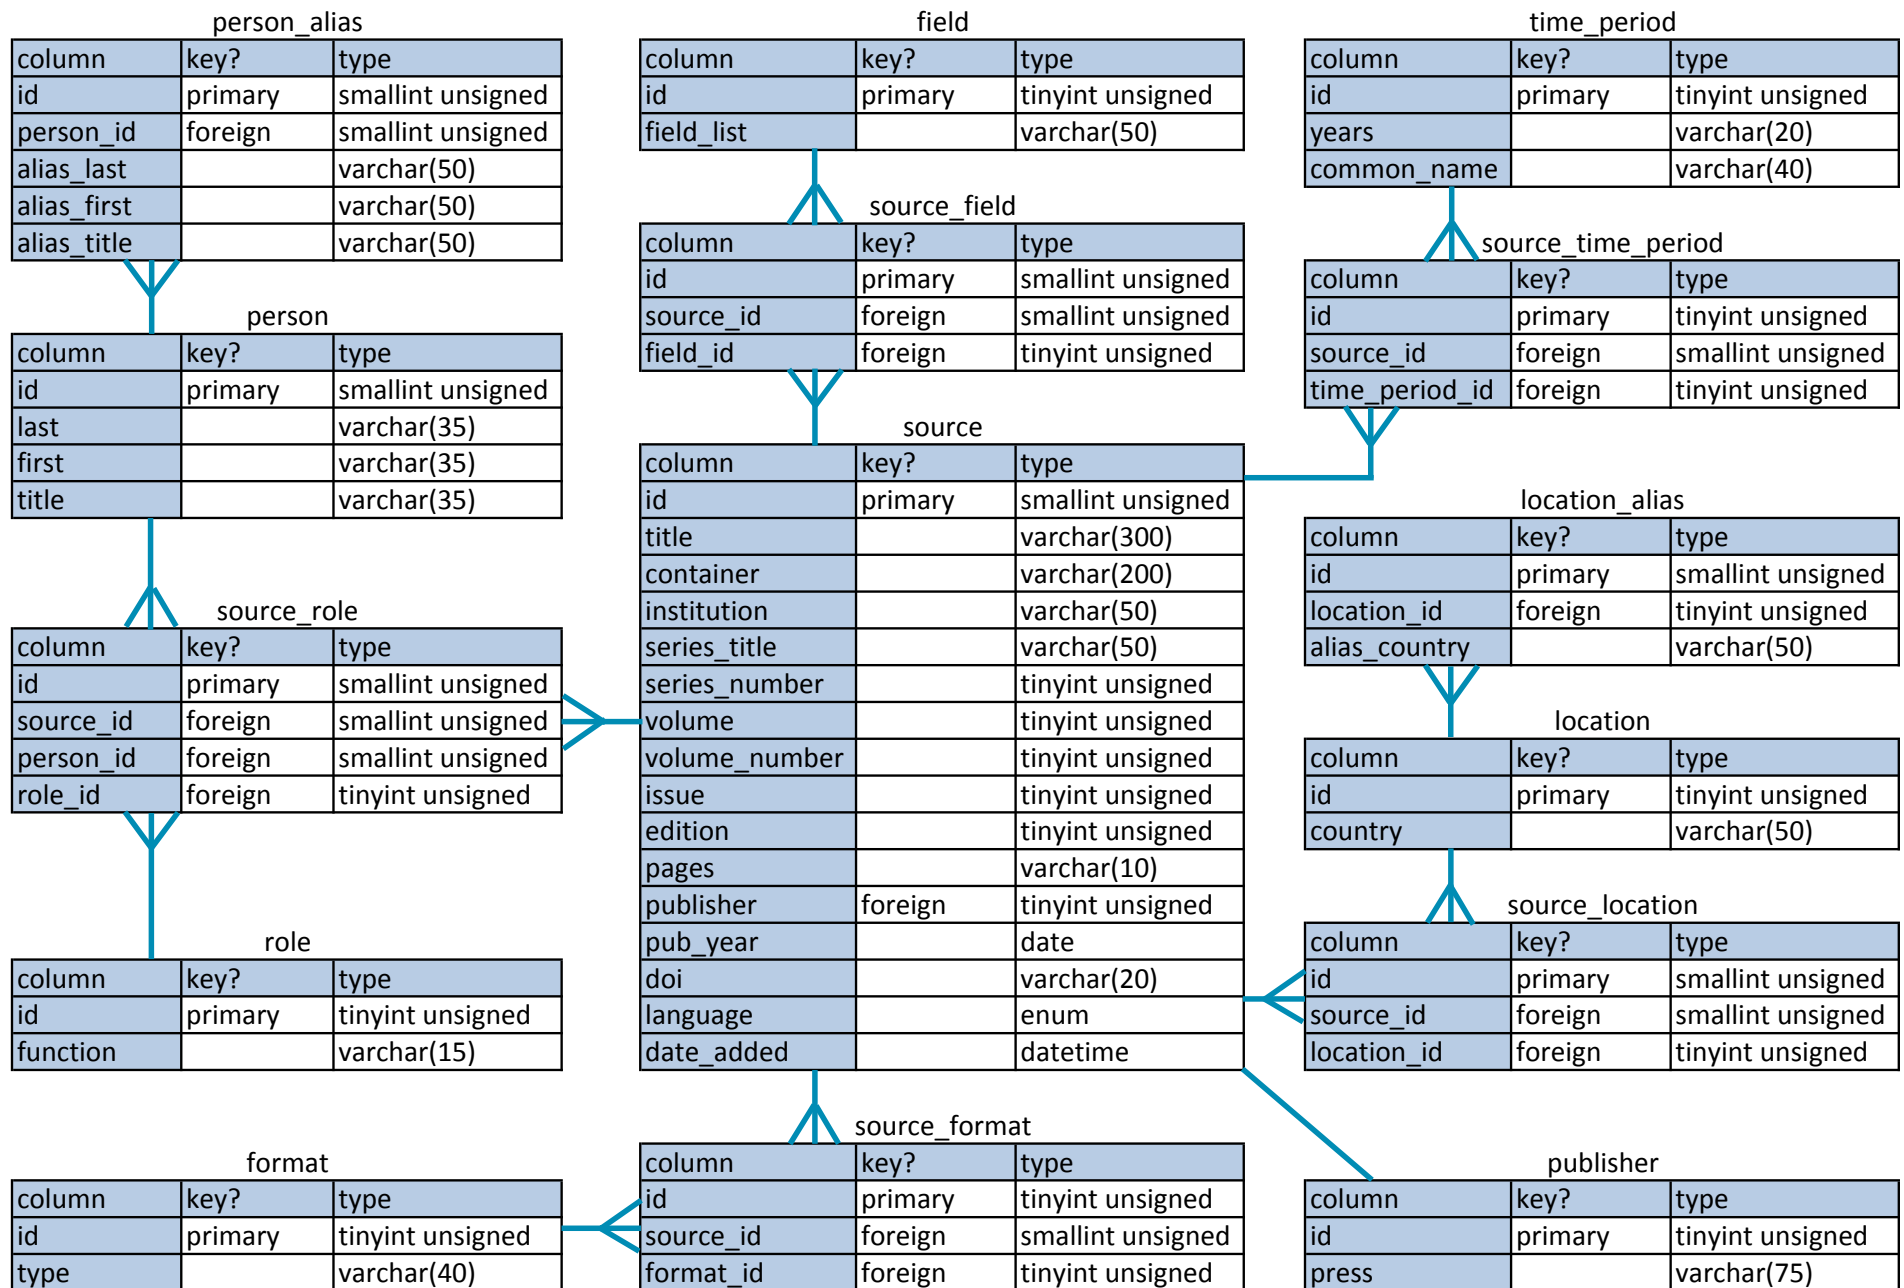 person_alias
column key? type
id primary smallint unsigned
person_id foreign smallint unsigned
alias_last varchar(50)
alias_first varchar(50)
alias_title varchar(50)
person
column key? type
id primary smallint unsigned
last varchar(35)
first varchar(35)
title varchar(35)
source_role
column key? type
id primary smallint unsigned
source_id foreign smallint unsigned
person_id foreign smallint unsigned
role_id foreign tinyint unsigned
role
column key? type
id primary tinyint unsigned
function varchar(15)
format
column key? type
id primary tinyint unsigned
type varchar(40)
field
column key? type
id primary tinyint unsigned
field_list varchar(50)
source_field
column key? type
id primary smallint unsigned
source_id foreign smallint unsigned
field_id foreign tinyint unsigned
source
column key? type
id primary smallint unsigned
title varchar(300)
container varchar(200)
institution varchar(50)
series_title varchar(50)
series_number tinyint unsigned
volume tinyint unsigned
volume_number tinyint unsigned
issue tinyint unsigned
edition tinyint unsigned
pages varchar(10)
publisher foreign tinyint unsigned
pub_year date
doi varchar(20)
language enum
date_added datetime
source_format
column key? type
id primary tinyint unsigned
source_id foreign smallint unsigned
format_id foreign tinyint unsigned
time_period
column key? type
id primary tinyint unsigned
years varchar(20)
common_name varchar(40)
source_time_period
column key? type
id primary tinyint unsigned
source_id foreign smallint unsigned
time_period_id foreign tinyint unsigned
location_alias
column key? type
id primary smallint unsigned
location_id foreign tinyint unsigned
alias_country varchar(50)
location
column key? type
id primary tinyint unsigned
country varchar(50)
source_location
column key? type
id primary smallint unsigned
source_id foreign smallint unsigned
location_id foreign tinyint unsigned
publisher
column key? type
id primary tinyint unsigned
press varchar(75)